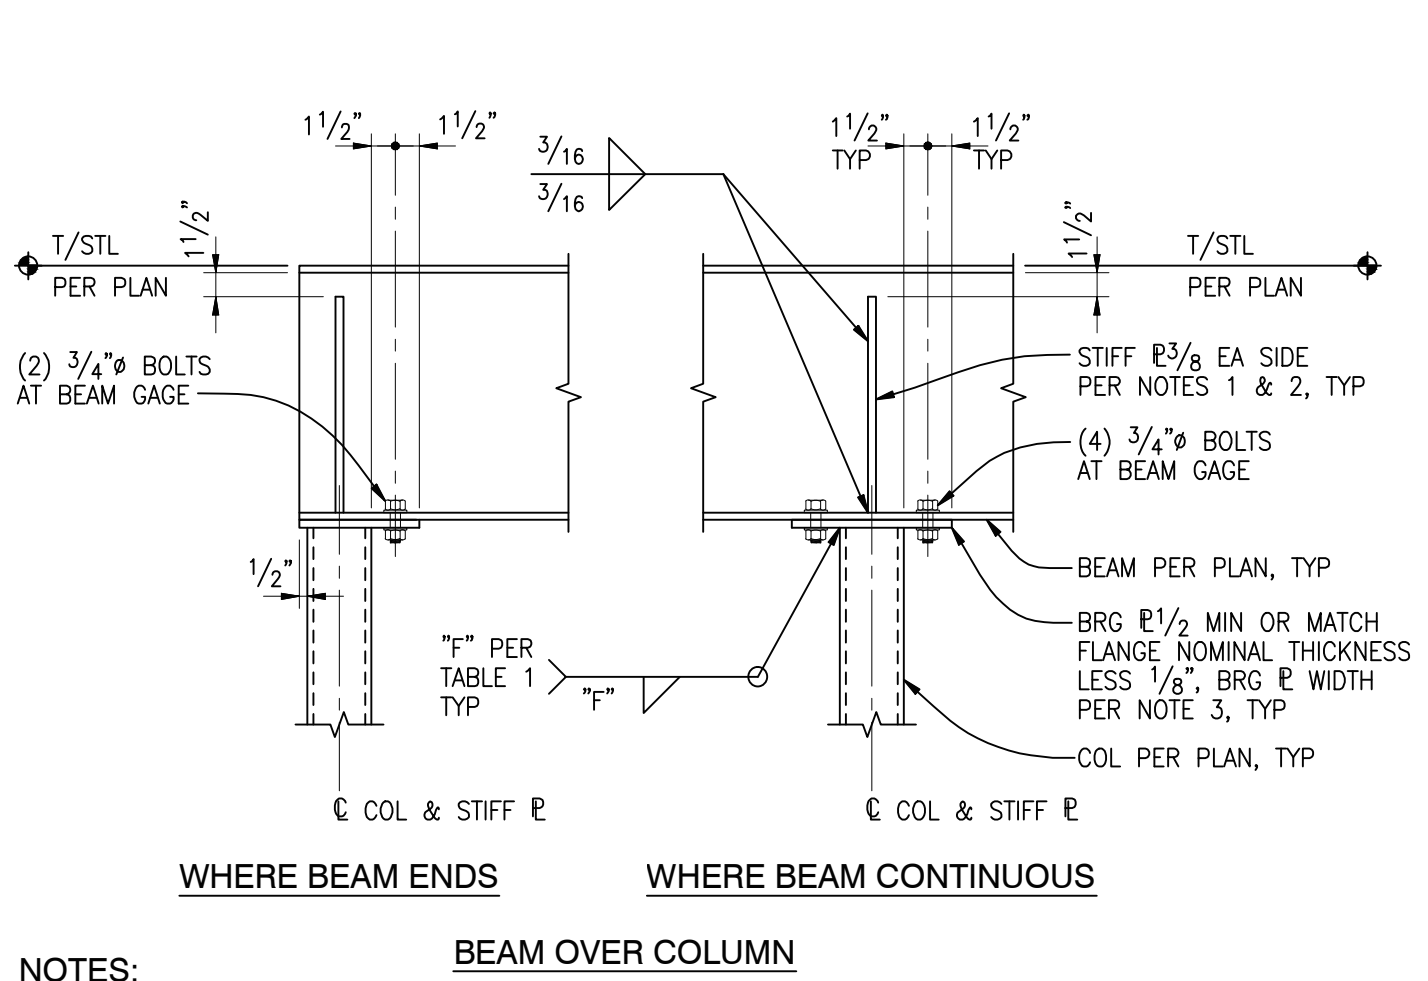 1 1/2"
1 1/2"
3/16
3/16
1 1/2"
TYP
1 1/2"
TYP
1 1/2"
T/STL
PER PLAN
1 1/2"
T/STL
PER PLAN
(2) 3/4"ø BOLTS
AT BEAM GAGE
STIFF ⅊3/8 EA SIDE
PER NOTES 1 & 2, TYP
(4) 3/4"ø BOLTS
AT BEAM GAGE
1/2"
BEAM PER PLAN, TYP
BRG ⅊1/2 MIN OR MATCH
FLANGE NOMINAL THICKNESS
LESS 1/8", BRG ⅊ WIDTH
PER NOTE 3, TYP
"F" PER
TABLE 1
TYP
"F"
COL PER PLAN, TYP
℄ COL & STIFF ⅊
℄ COL & STIFF ⅊
WHERE BEAM ENDS
WHERE BEAM CONTINUOUS
BEAM OVER COLUMN
NOTES: